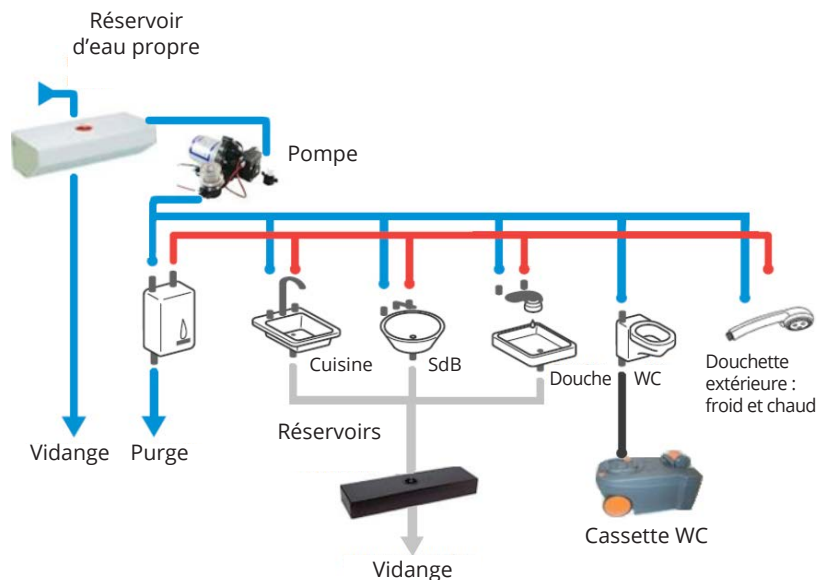 Réservoir
d’eau propre
Pompe
Cuisine
SdB
Douche
WC
Douchette
extérieure :
froid et chaud
Réservoirs
Vidange
Purge
Cassette WC
Vidange